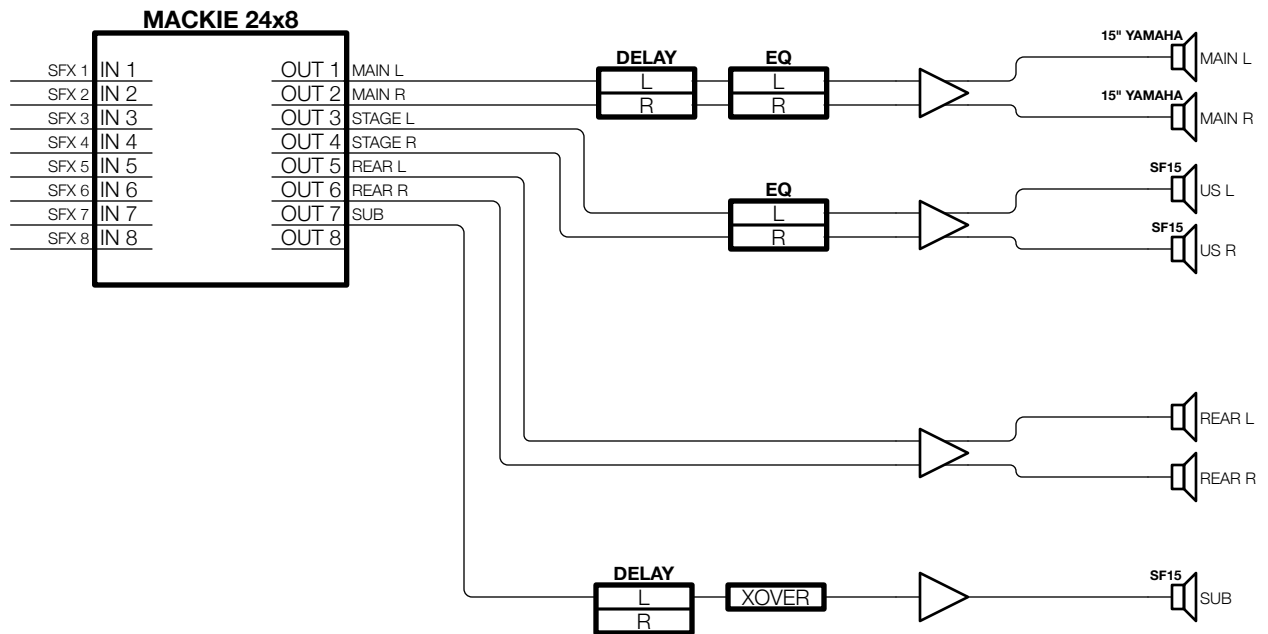 MACKIE 24x8
SFX 1 IN 1 OUT 1 MAIN L
SFX 2 IN 2 OUT 2 MAIN R
SFX 3 IN 3 OUT 3 STAGE L
SFX 4 IN 4 OUT 4 STAGE R
SFX 5 IN 5 OUT 5 REAR L
SFX 6 IN 6 OUT 6 REAR R
SFX 7 IN 7 OUT 7 SUB
SFX 8 IN 8 OUT 8
DELAY
L
R
EQ
L
R
15" YAMAHA
MAIN L
15" YAMAHA
MAIN R
EQ
L
R
SF15
US L
SF15
US R
REAR L
REAR R
DELAY
L
R
XOVER
SF15
SUB